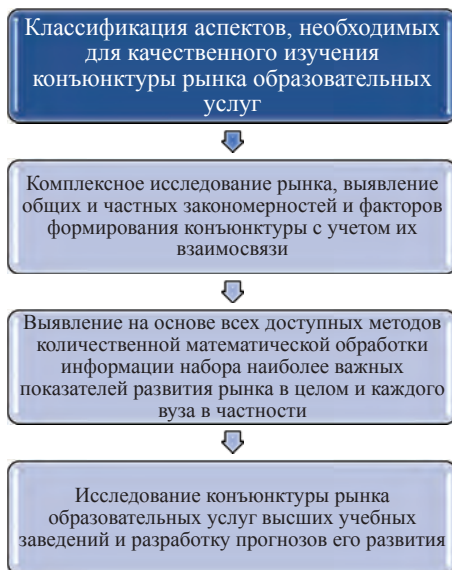 Классификация аспектов, необходимых
для качественного изучения
конъюнктуры рынка образовательных
услуг
Комплексное исследование рынка, выявление
общих и частных закономерностей и факторов
формирования конъюнктуры с учетом их
взаимосвязи
Выявление на основе всех доступных методов
количественной математической обработки
информации набора наиболее важных
показателей развития рынка в целом и каждого
вуза в частности
Исследование конъюнктуры рынка
образовательных услуг высших учебных
заведений и разработку прогнозов его развития